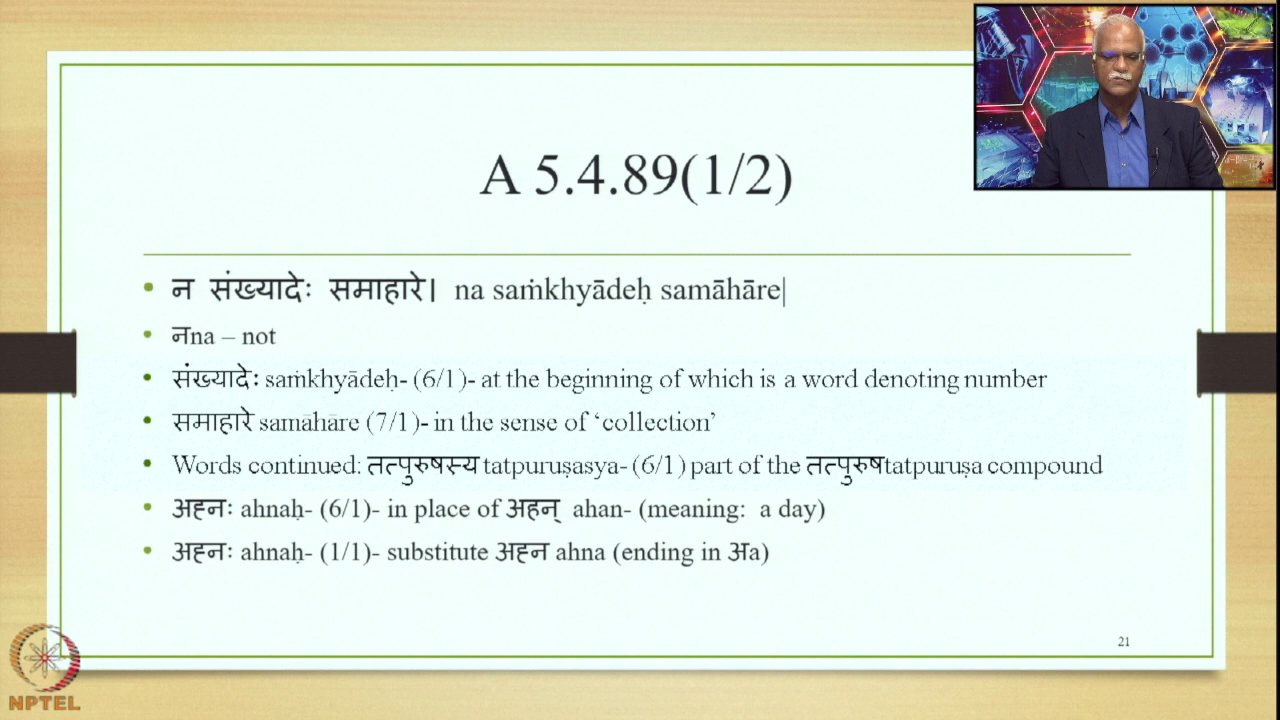 A 5.4.89(1/2)
• न संख्यादेः समाहारे। na saṁkhyādeḥ samāhāre|
• नna – not
• संख्यादेः saṁkhyādeḥ- (6/1)- at the beginning of which is a word denoting number
• समाहारे samāhāre (7/1)- in the sense of ‘collection’
• Words continued: तत्पुरुषस्य tatpuruṣasya- (6/1) part of the तत्पुरुषtatpuruṣa compound
• अह्नः ahnaḥ- (6/1)- in place of अहन् ahan- (meaning: a day)
• अह्नः ahnaḥ- (1/1)- substitute अह्न ahna (ending in अa)
21
NPTEL